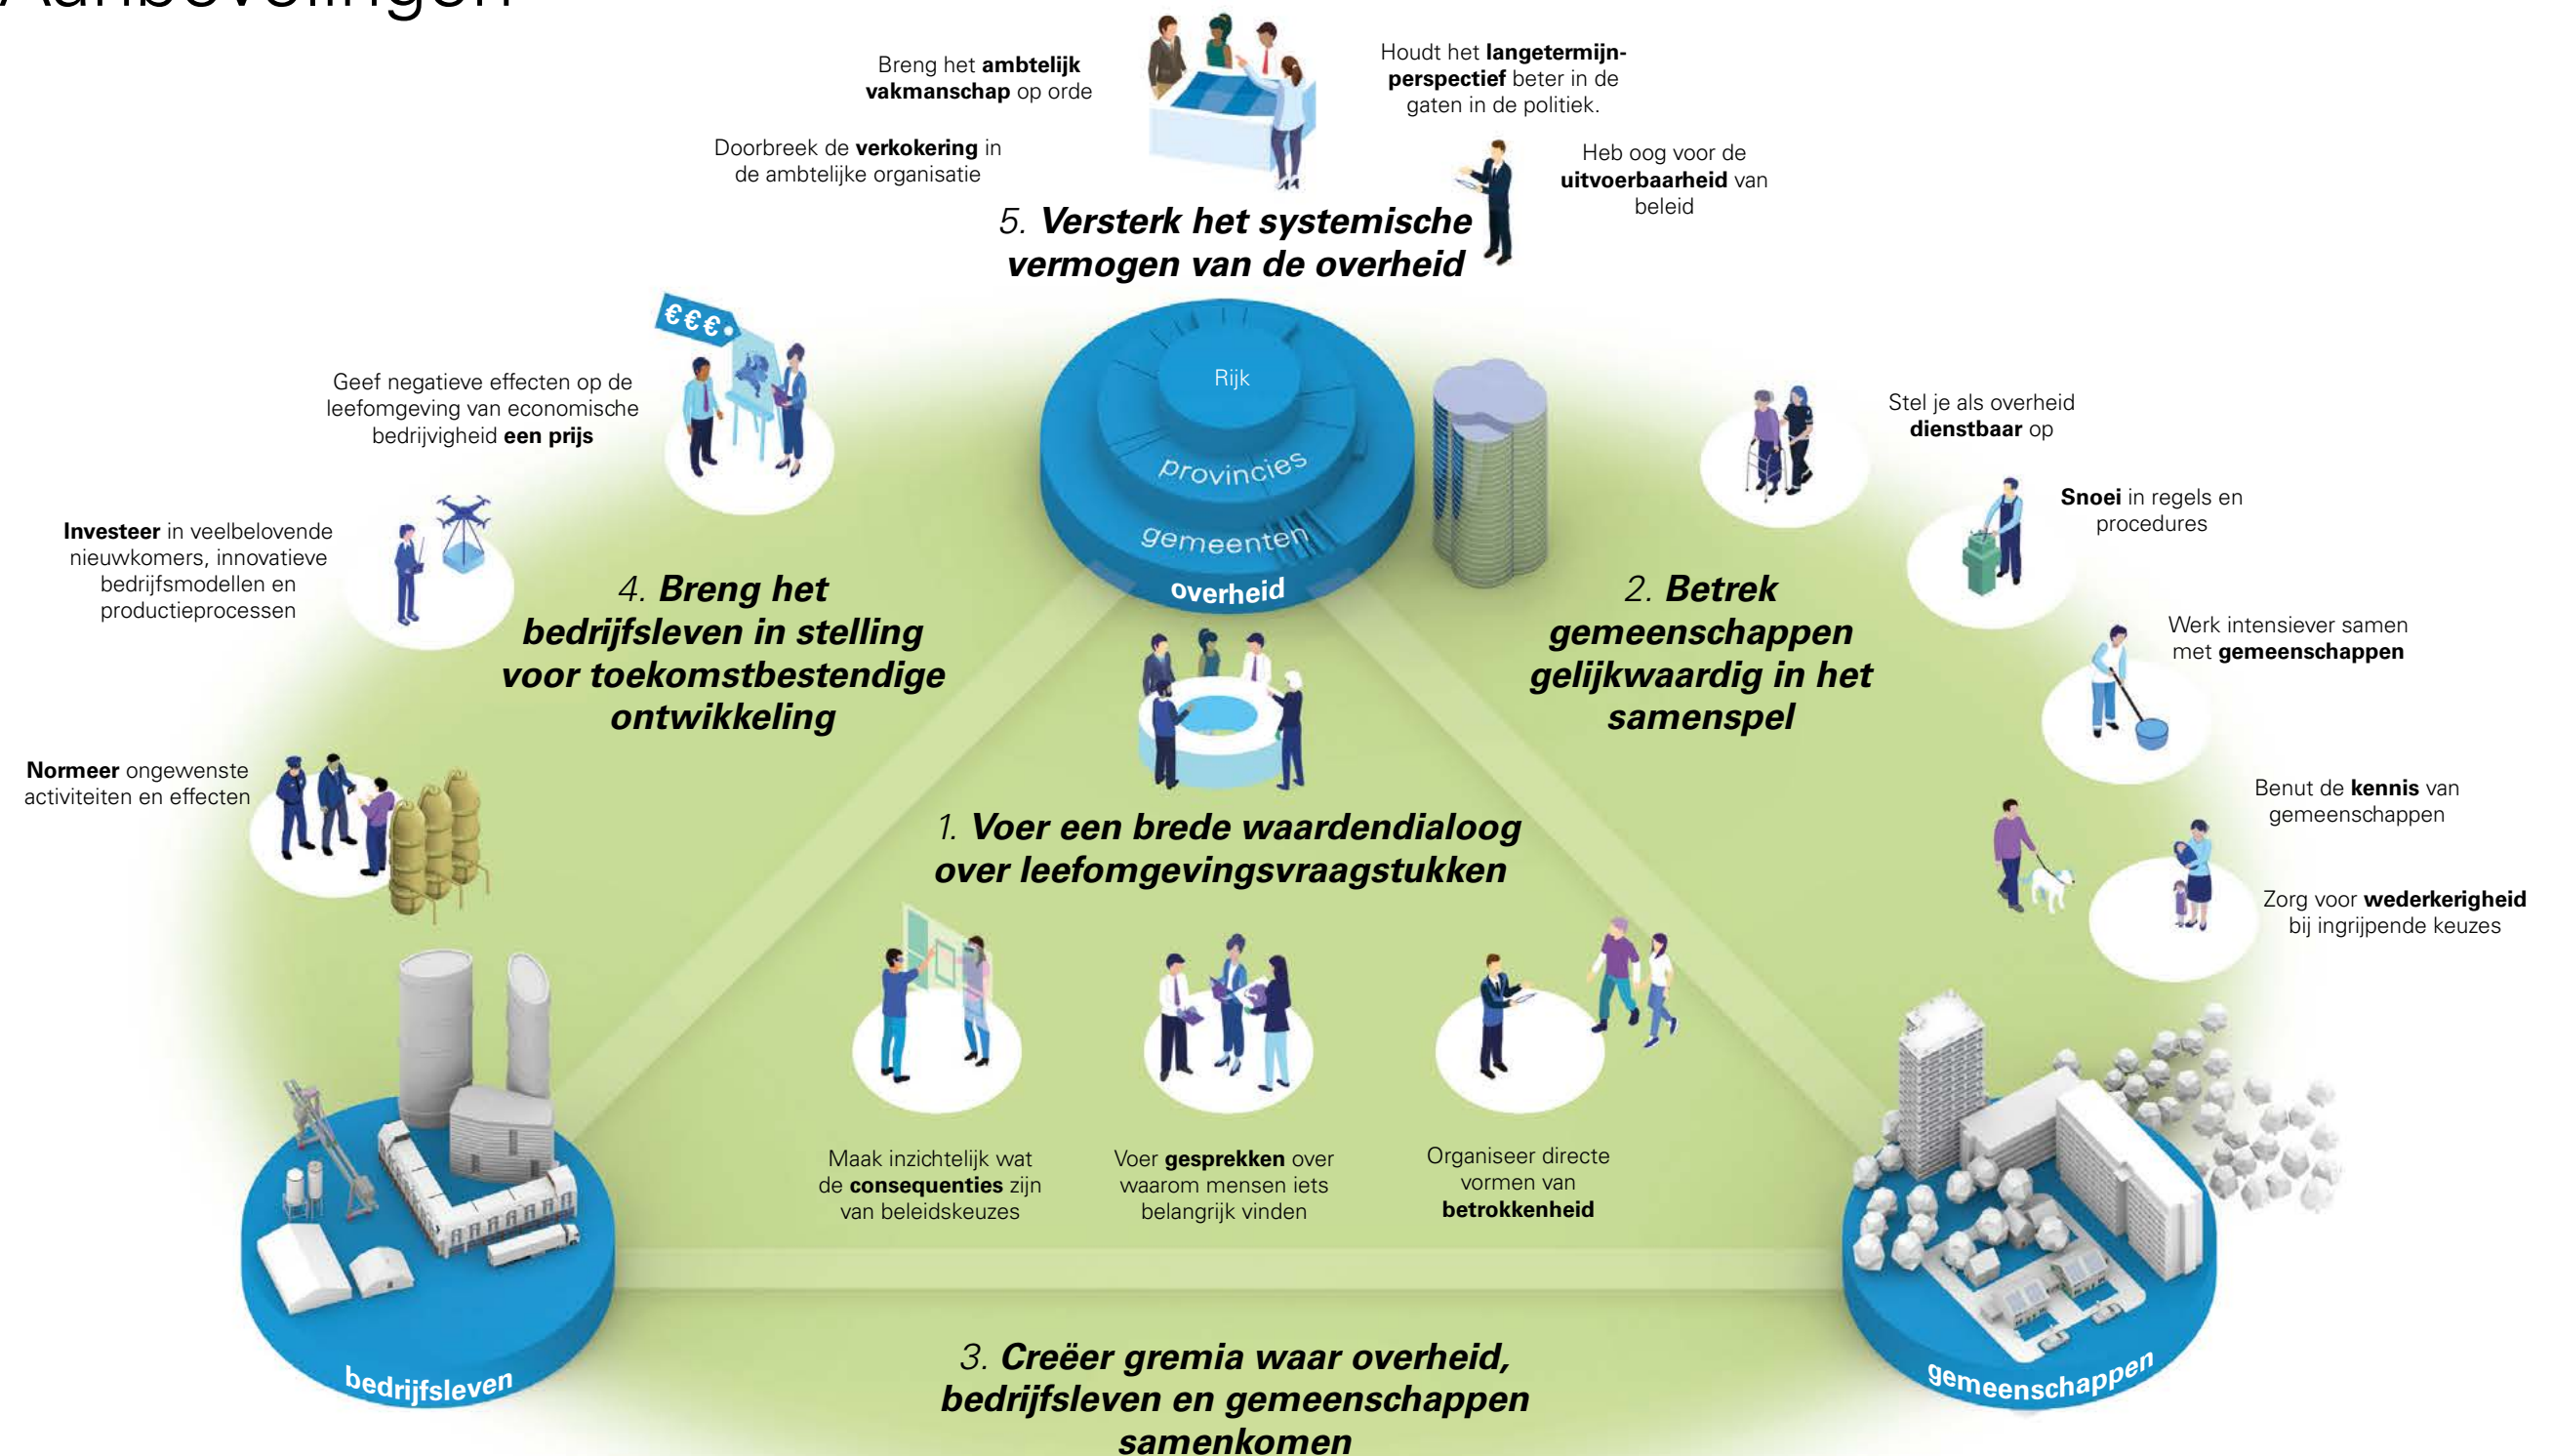 Aanbevelingen
Breng het ambtelijk
vakmanschap op orde
Doorbreek de verkokering in
de ambtelijke organisatie
Houdt het langetermijn-
perspectief beter in de
gaten in de politiek.
Heb oog voor de
uitvoerbaarheid van
beleid
5. Versterk het systemische
vermogen van de overheid
€€€
Geef negatieve effecten op de
leefomgeving van economische
bedrijvigheid een prijs
Investeer in veelbelovende
nieuwkomers, innovatieve
bedrijfsmodellen en
productieprocessen
4. Breng het
bedrijfsleven in stelling
voor toekomstbestendige
ontwikkeling
Normeer ongewenste
activiteiten en effecten
Rijk
provincies
gemeenten
overheid
Stel je als overheid
dienstbaar op
Snoei in regels en
procedures
2. Betrek
gemeenschappen
gelijkwaardig in het
samenspel
Werk intensiever samen
met gemeenschappen
Benut de kennis van
gemeenschappen
Zorg voor wederkerigheid
bij ingrijpende keuzes
1. Voer een brede waardendialoog
over leefomgevingsvraagstukken
Maak inzichtelijk wat
de consequenties zijn
van beleidskeuzes
Voer gesprekken over
waarom mensen iets
belangrijk vinden
Organiseer directe
vormen van
betrokkenheid
bedrijfsleven
gemeenschappen
3. Creëer gremia waar overheid,
bedrijfsleven en gemeenschappen
samenkomen